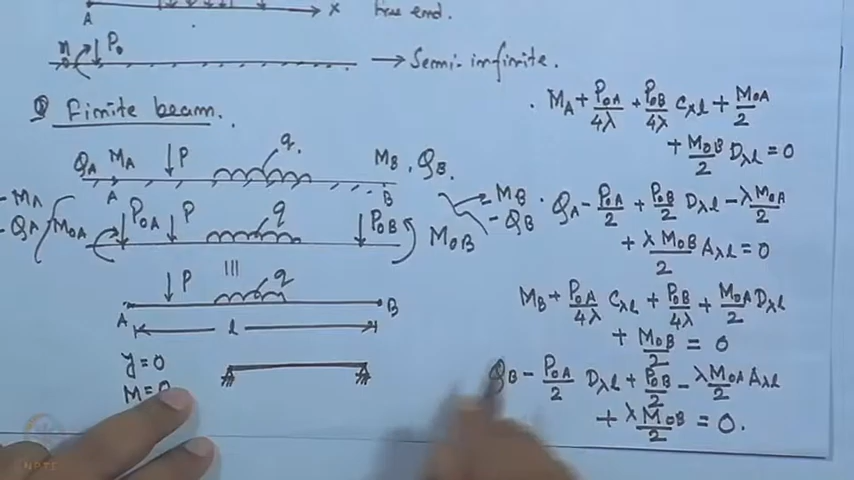 A x free end.
P₀ → Semi-infinite.
Finite beam.
Q_A M_A P q. M_B . Q_B.
A B
-M_A
-Q_A M_0A P_0A P q P_0B M_0B → M_B
- Q_B
|||
P q
A B
l
y=0
M=0
M_A + P_0A/4λ + P_0B/4λ C_λl + M_0A/2
+ M_0B/2 D_λl = 0
Q_A - P_0A/2 + P_0B/2 D_λl - λM_0A/2
+ λM_0B/2 A_λl = 0
M_B + P_0A/4λ C_λl + P_0B/4λ + M_0A/2 D_λl
+ M_0B/2 = 0
Q_B - P_0A/2 D_λl + P_0B/2 - λM_0A/2 A_λl
+ λM_0B/2 = 0.
NPTEL